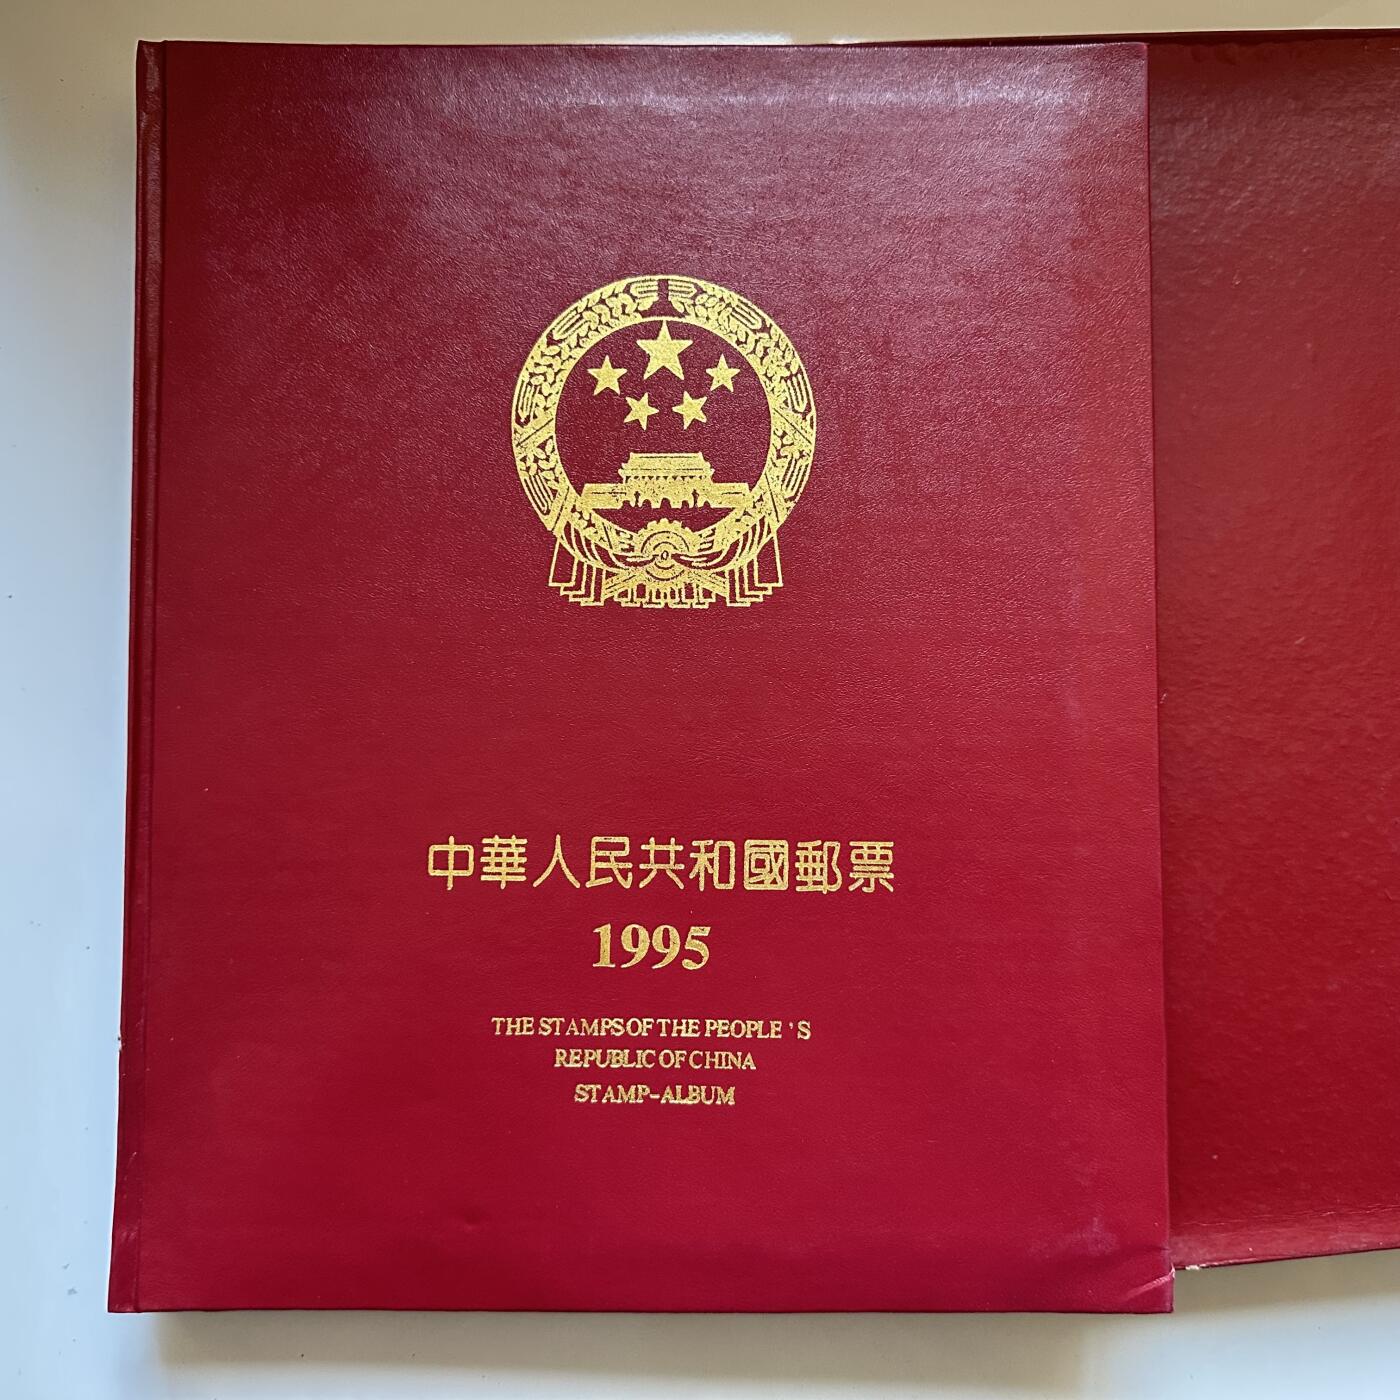 中華人民共和國郵票
1995
THE STAMPS OF THE PEOPLE'S
REPUBLIC OF CHINA
STAMP-ALBUM